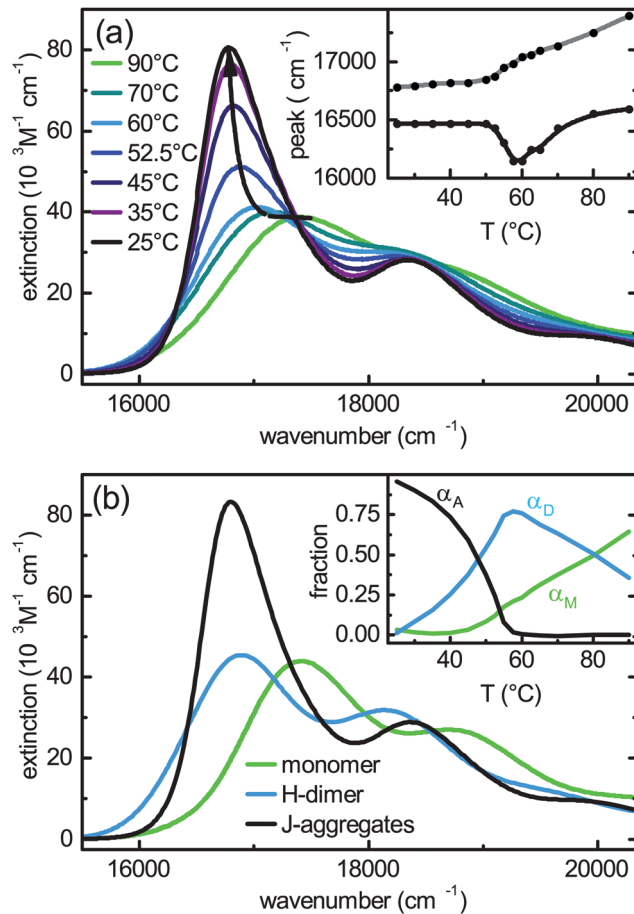 (a)
90°C
70°C
60°C
52.5°C
45°C
35°C
25°C
extinction (10 ³M⁻¹ cm⁻¹)
80
60
40
20
0
16000 18000 20000
wavenumber (cm ⁻¹)
peak ( cm⁻¹)
17000
16500
16000
40 60 80
T (°C)
(b)
extinction (10 ³M⁻¹ cm⁻¹)
80
60
40
20
0
monomer
H-dimer
J-aggregates
16000 18000 20000
wavenumber (cm ⁻¹)
fraction
0.75
0.50
0.25
0.00
αA
αD
αM
40 60 80
T (°C)